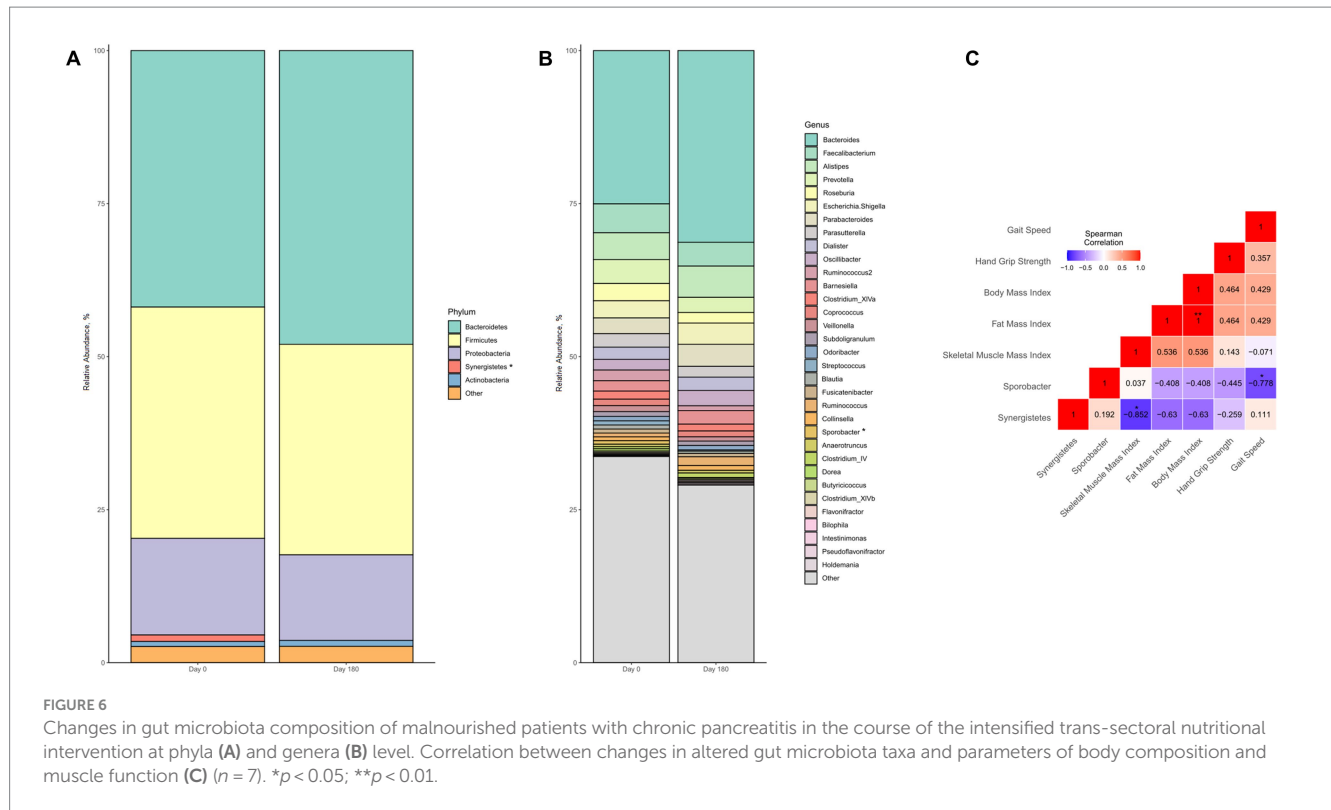 A
100
75
50
25
0
Relative Abundance, %
Day 0
Day 180
Phylum
Bacteroidetes
Firmicutes
Proteobacteria
Synergistetes *
Actinobacteria
Other
B
100
75
50
25
0
Relative Abundance, %
Day 0
Day 180
Genus
Bacteroides
Faecalibacterium
Alistipes
Prevotella
Roseburia
Escherichia.Shigella
Parabacteroides
Parasutterella
Dialister
Oscillibacter
Ruminococcus2
Barnesiella
Clostridium_XIVa
Coprococcus
Veillonella
Subdoligranulum
Odoribacter
Streptococcus
Blautia
Fusicatenibacter
Ruminococcus
Collinsella
Sporobacter *
Anaerotruncus
Clostridium_IV
Dorea
Butyricicoccus
Clostridium_XIVb
Flavonifractor
Bilophila
Intestinimonas
Pseudoflavonifractor
Holdemania
Other
C
Spearman
Correlation
-1.0 -0.5 0.0 0.5 1.0
Gait Speed 1
Hand Grip Strength 1 0.357
Body Mass Index 1 0.464 0.429
Fat Mass Index 1 ** 1 0.464 0.429
Skeletal Muscle Mass Index 1 0.536 0.536 0.143 −0.071
Sporobacter 1 0.037 −0.408 −0.408 −0.445 * −0.778
Synergistetes 1 0.192 * −0.852 −0.63 −0.63 −0.259 0.111
Synergistetes
Sporobacter
Skeletal Muscle Mass Index
Fat Mass Index
Body Mass Index
Hand Grip Strength
Gait Speed
FIGURE 6
Changes in gut microbiota composition of malnourished patients with chronic pancreatitis in the course of the intensified trans-sectoral nutritional
intervention at phyla (A) and genera (B) level. Correlation between changes in altered gut microbiota taxa and parameters of body composition and
muscle function (C) (n = 7). *p < 0.05; **p < 0.01.